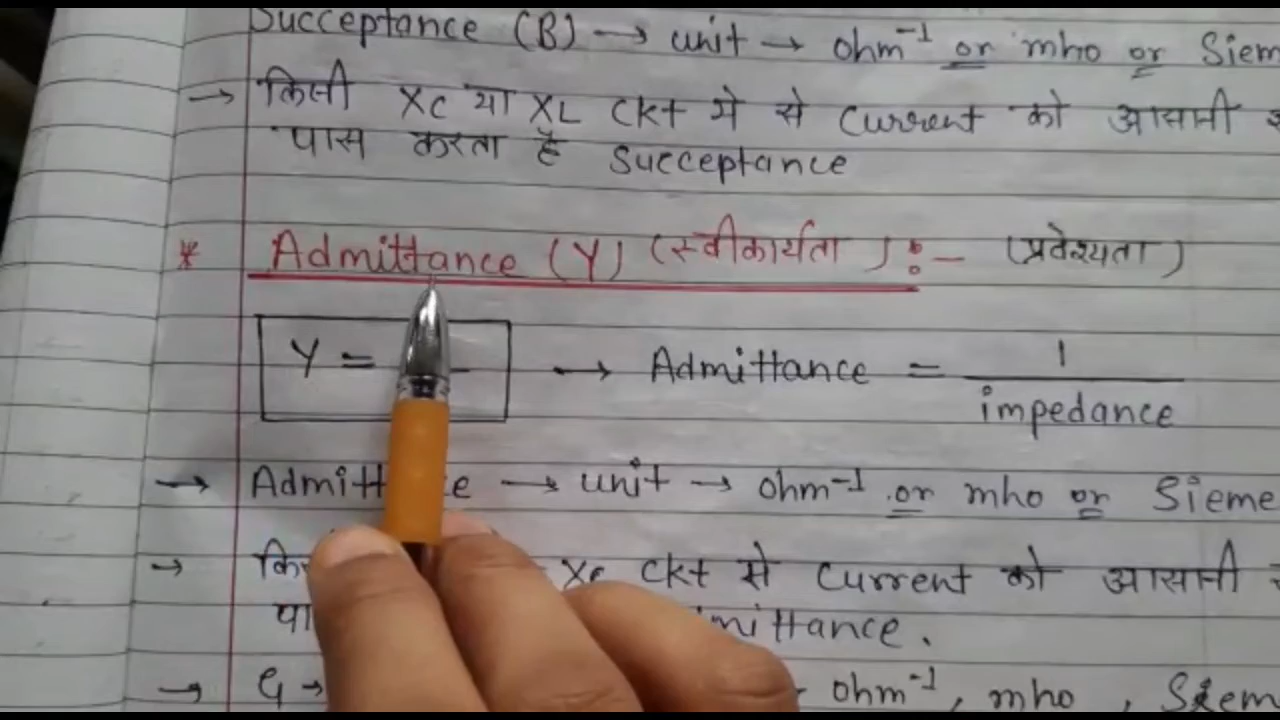 Succeptance (B) → unit → ohm⁻¹ or mho or Siem
→ किसी XC या XL Ckt मे से Current को आसानी
पास करता है Succeptance
* Admittance (Y) (स्वीकार्यता) :- (प्रवेश्यता)
Y = → Admittance = 1 / impedance
→ Admitt e → unit → ohm⁻¹ or mho or Sieme
→ Xc Ckt से Current को आसानी
पा mittance.
→ G → ohm⁻¹, mho, Siem